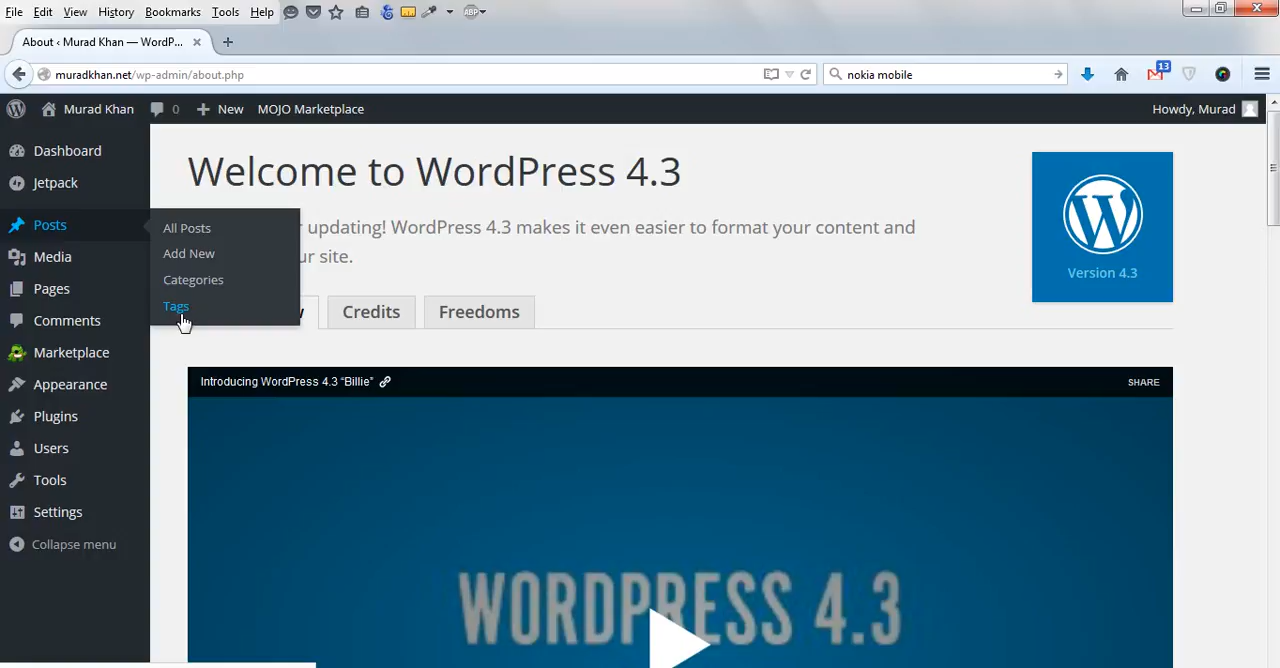 File Edit View History Bookmarks Tools Help ABP
About ‹ Murad Khan — WordP...
muradkhan.net/wp-admin/about.php
nokia mobile
13
Murad Khan 0 New MOJO Marketplace
Howdy, Murad
Dashboard
Jetpack
Posts
Media
Pages
Comments
Marketplace
Appearance
Plugins
Users
Tools
Settings
Collapse menu
All Posts
Add New
Categories
Tags
Welcome to WordPress 4.3
updating! WordPress 4.3 makes it even easier to format your content and
site.
Version 4.3
Credits
Freedoms
Introducing WordPress 4.3 “Billie”
SHARE
WORDPRESS 4.3